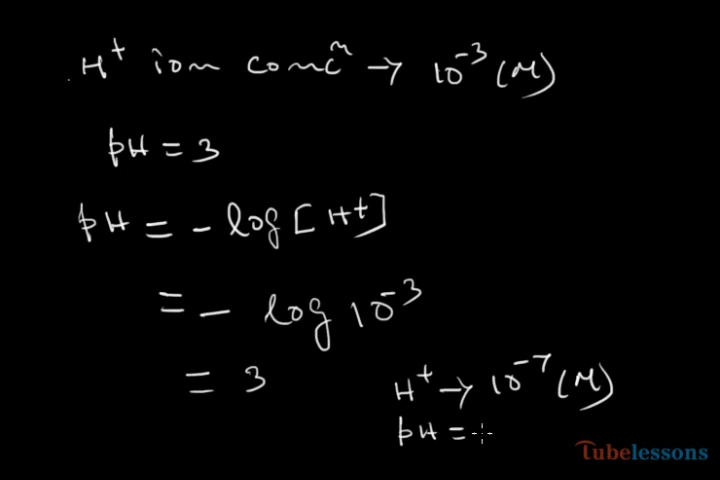 H⁺ ion concⁿ → 10⁻³ (M)
pH = 3
pH = - log [H⁺]
= - log 10⁻³
= 3
H⁺ → 10⁻⁷ (M)
pH =
Tubelessons